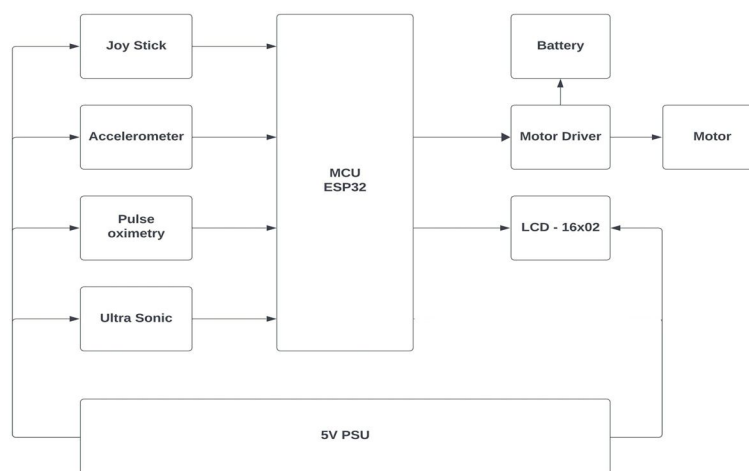 Joy Stick
Battery
Accelerometer
Motor Driver
Motor
MCU
ESP32
Pulse
oximetry
LCD - 16x02
Ultra Sonic
5V PSU